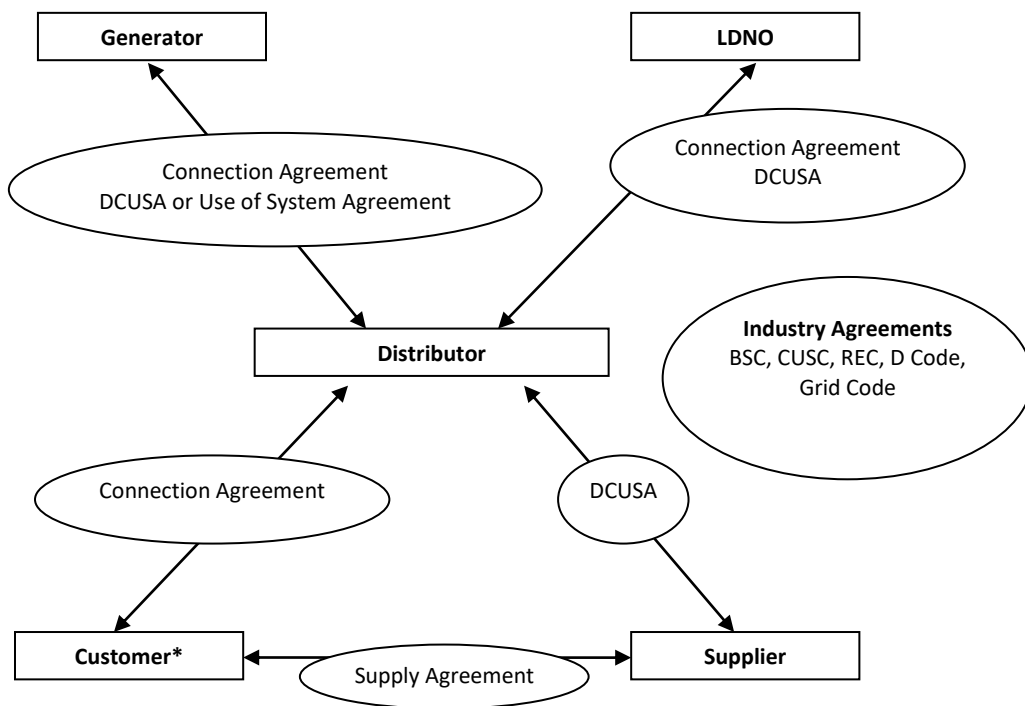 Generator
LDNO
Connection Agreement
DCUSA or Use of System Agreement
Connection Agreement
DCUSA
Industry Agreements
BSC, CUSC, REC, D Code,
Grid Code
Distributor
Connection Agreement
DCUSA
Customer*
Supply Agreement
Supplier